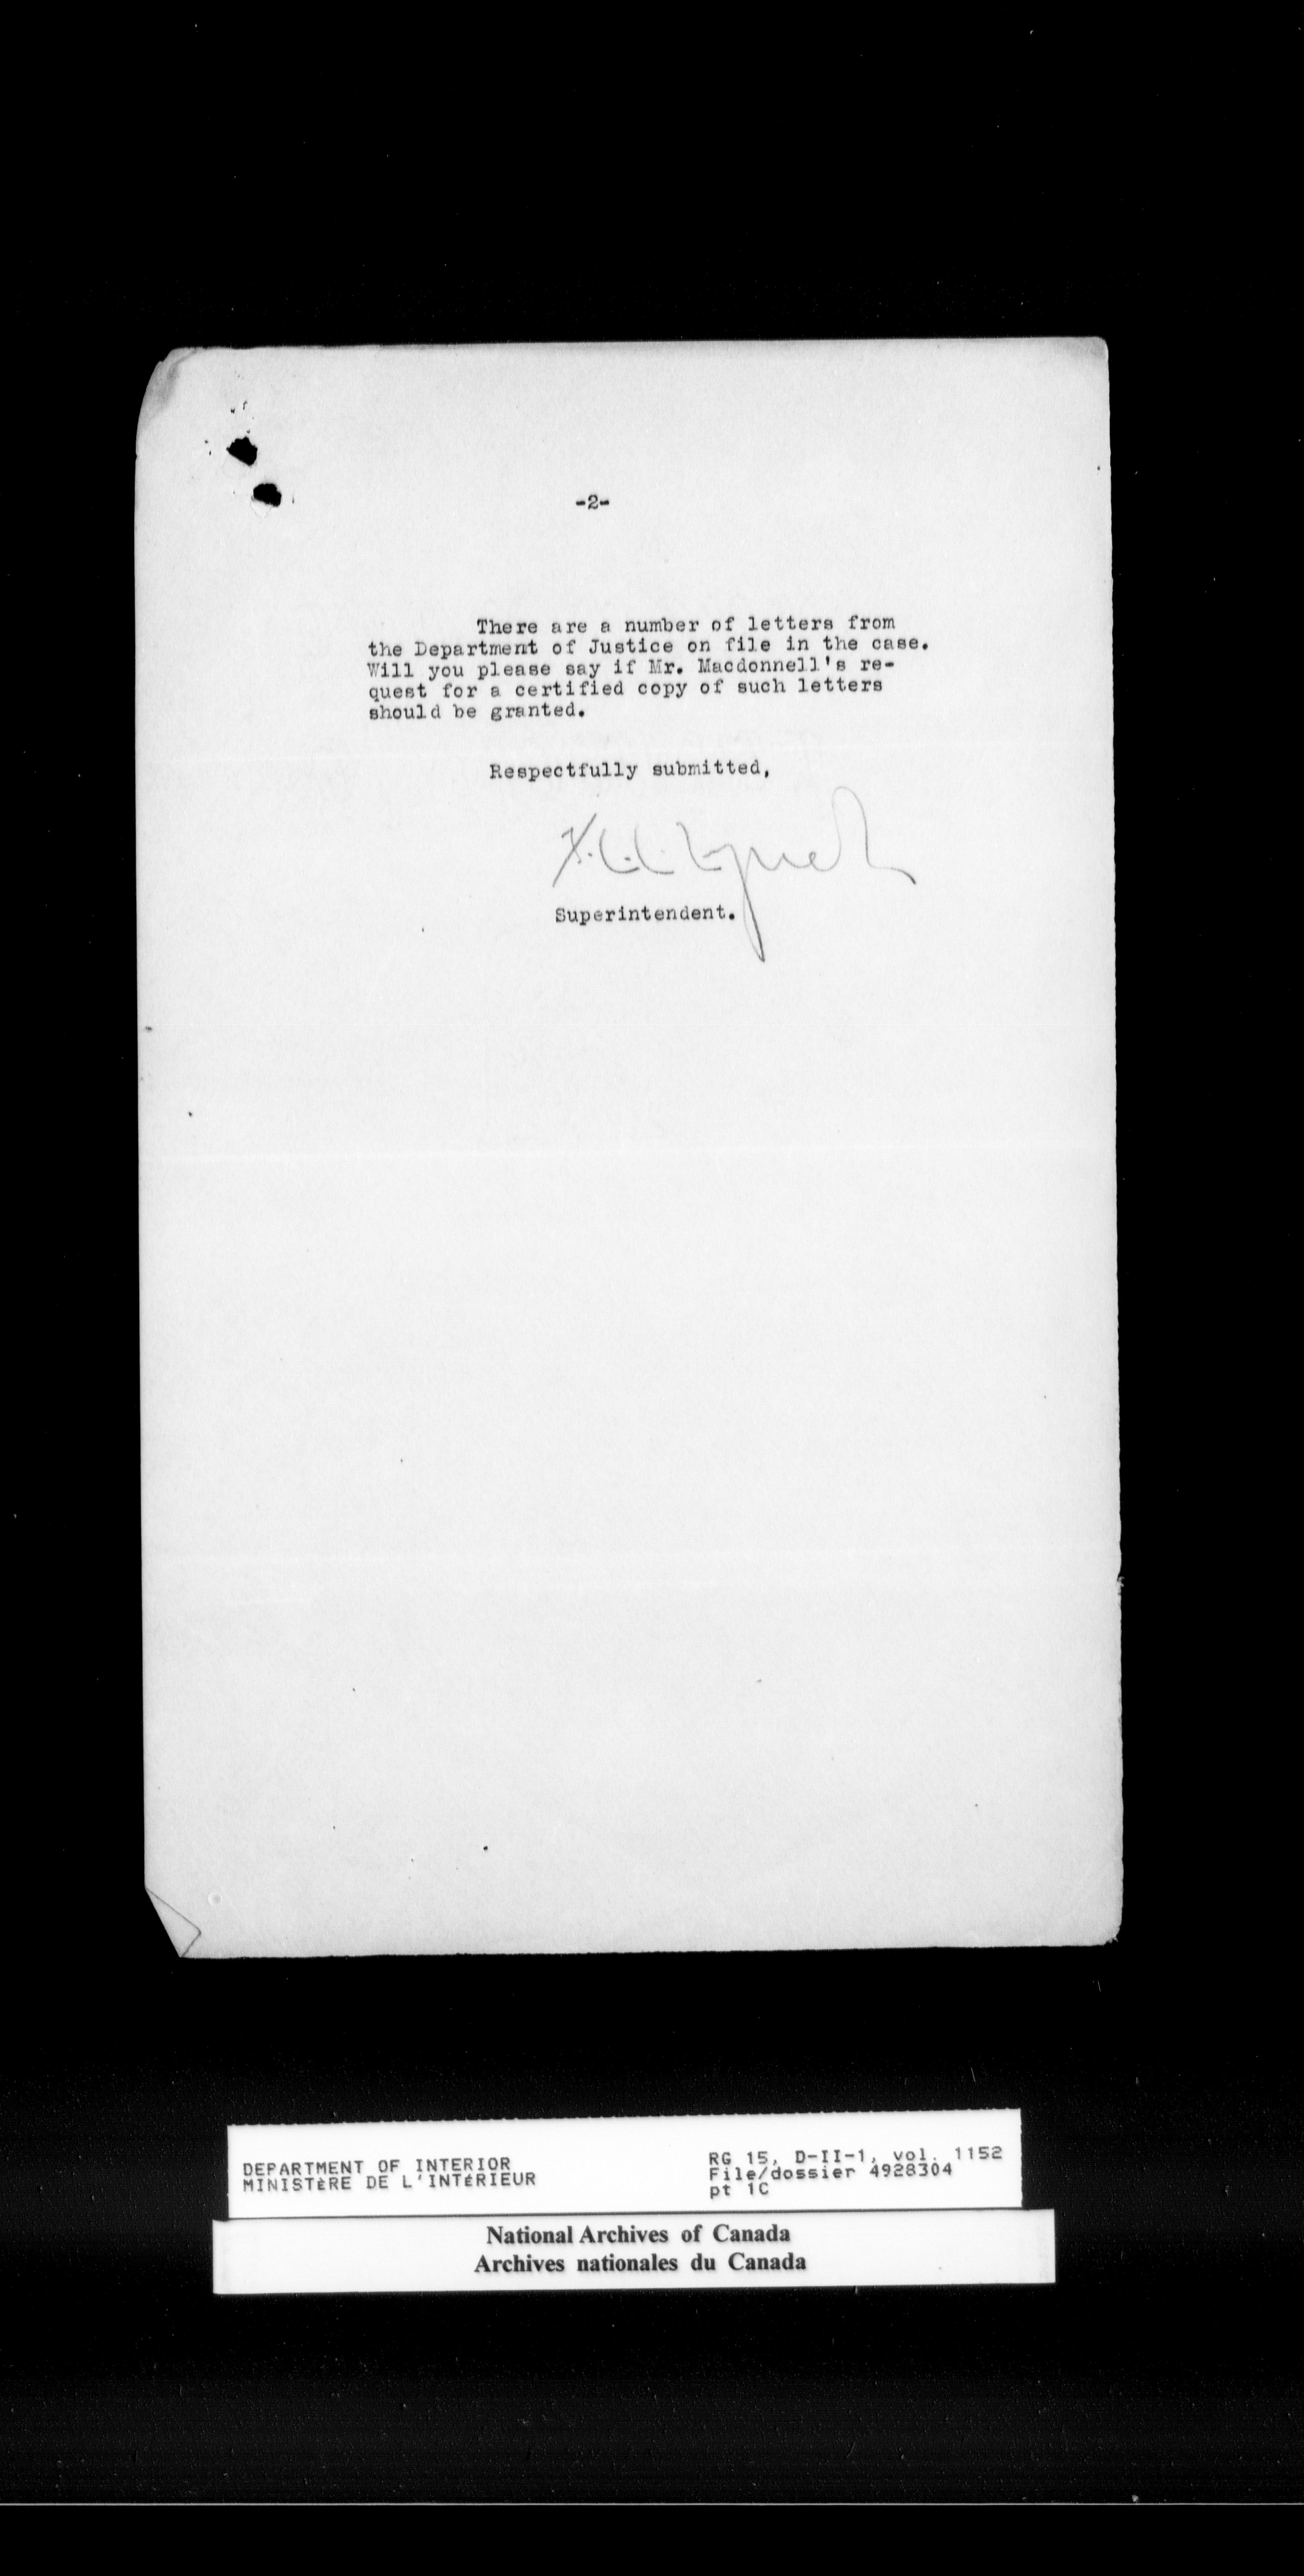 -2-
There are a number of letters from
the Department of Justice on file in the case.
Will you please say if Mr. Macdonnell's re-
quest for a certified copy of such letters
should be granted.
Respectfully submitted,
Lynch
Superintendent.
DEPARTMENT OF INTERIOR
MINISTÈRE DE L'INTÉRIEUR
RG 15, D-II-1, vol. 1152
File/dossier 4928304
pt 1C
National Archives of Canada
Archives nationales du Canada